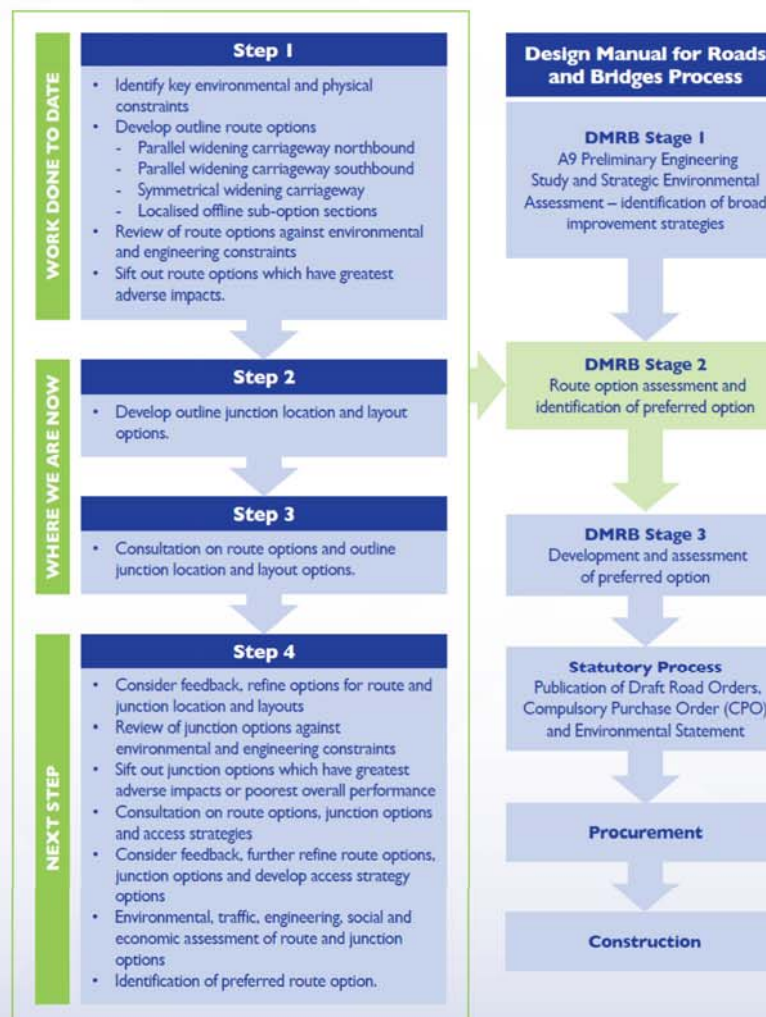 WORK DONE TO DATE
Step 1
• Identify key environmental and physical
constraints
• Develop outline route options
- Parallel widening carriageway northbound
- Parallel widening carriageway southbound
- Symmetrical widening carriageway
- Localised offline sub-option sections
• Review of route options against environmental
and engineering constraints
• Sift out route options which have greatest
adverse impacts.
WHERE WE ARE NOW
Step 2
• Develop outline junction location and layout
options.
Step 3
• Consultation on route options and outline
junction location and layout options.
NEXT STEP
Step 4
• Consider feedback, refine options for route and
junction location and layouts
• Review of junction options against
environmental and engineering constraints
• Sift out junction options which have greatest
adverse impacts or poorest overall performance
• Consultation on route options, junction options
and access strategies
• Consider feedback, further refine route options,
junction options and develop access strategy
options
• Environmental, traffic, engineering, social and
economic assessment of route and junction
options
• Identification of preferred route option.
Design Manual for Roads
and Bridges Process
DMRB Stage 1
A9 Preliminary Engineering
Study and Strategic Environmental
Assessment – identification of broad
improvement strategies
DMRB Stage 2
Route option assessment and
identification of preferred option
DMRB Stage 3
Development and assessment
of preferred option
Statutory Process
Publication of Draft Road Orders,
Compulsory Purchase Order (CPO)
and Environmental Statement
Procurement
Construction